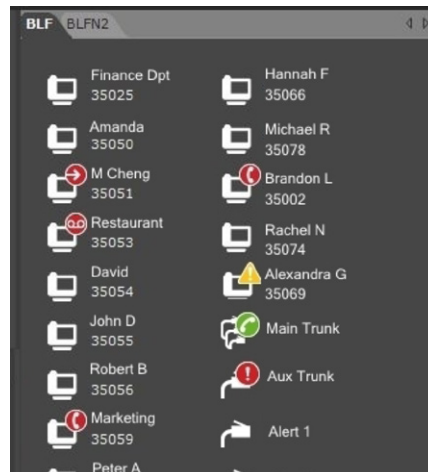 BLF
BLFN2
Finance Dpt
35025
Amanda
35050
M Cheng
35051
Restaurant
35053
David
35054
John D
35055
Robert B
35056
Marketing
35059
Peter A
Hannah F
35066
Michael R
35078
Brandon L
35002
Rachel N
35074
Alexandra G
35069
Main Trunk
Aux Trunk
Alert 1